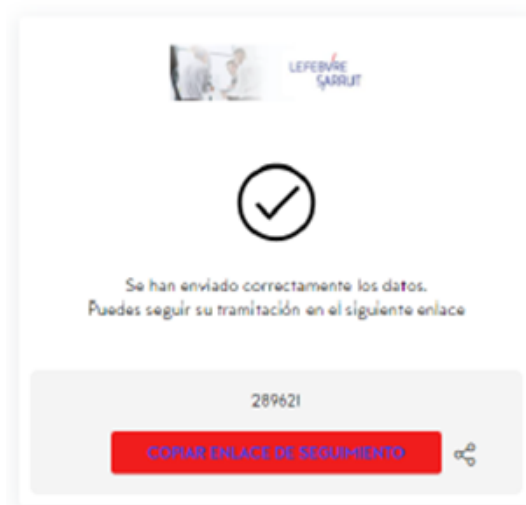 LEFEBVRE
SARRUT
Se han enviado correctamente los datos.
Puedes seguir su tramitación en el siguiente enlace
289621
COPIAR ENLACE DE SEGUIMIENTO